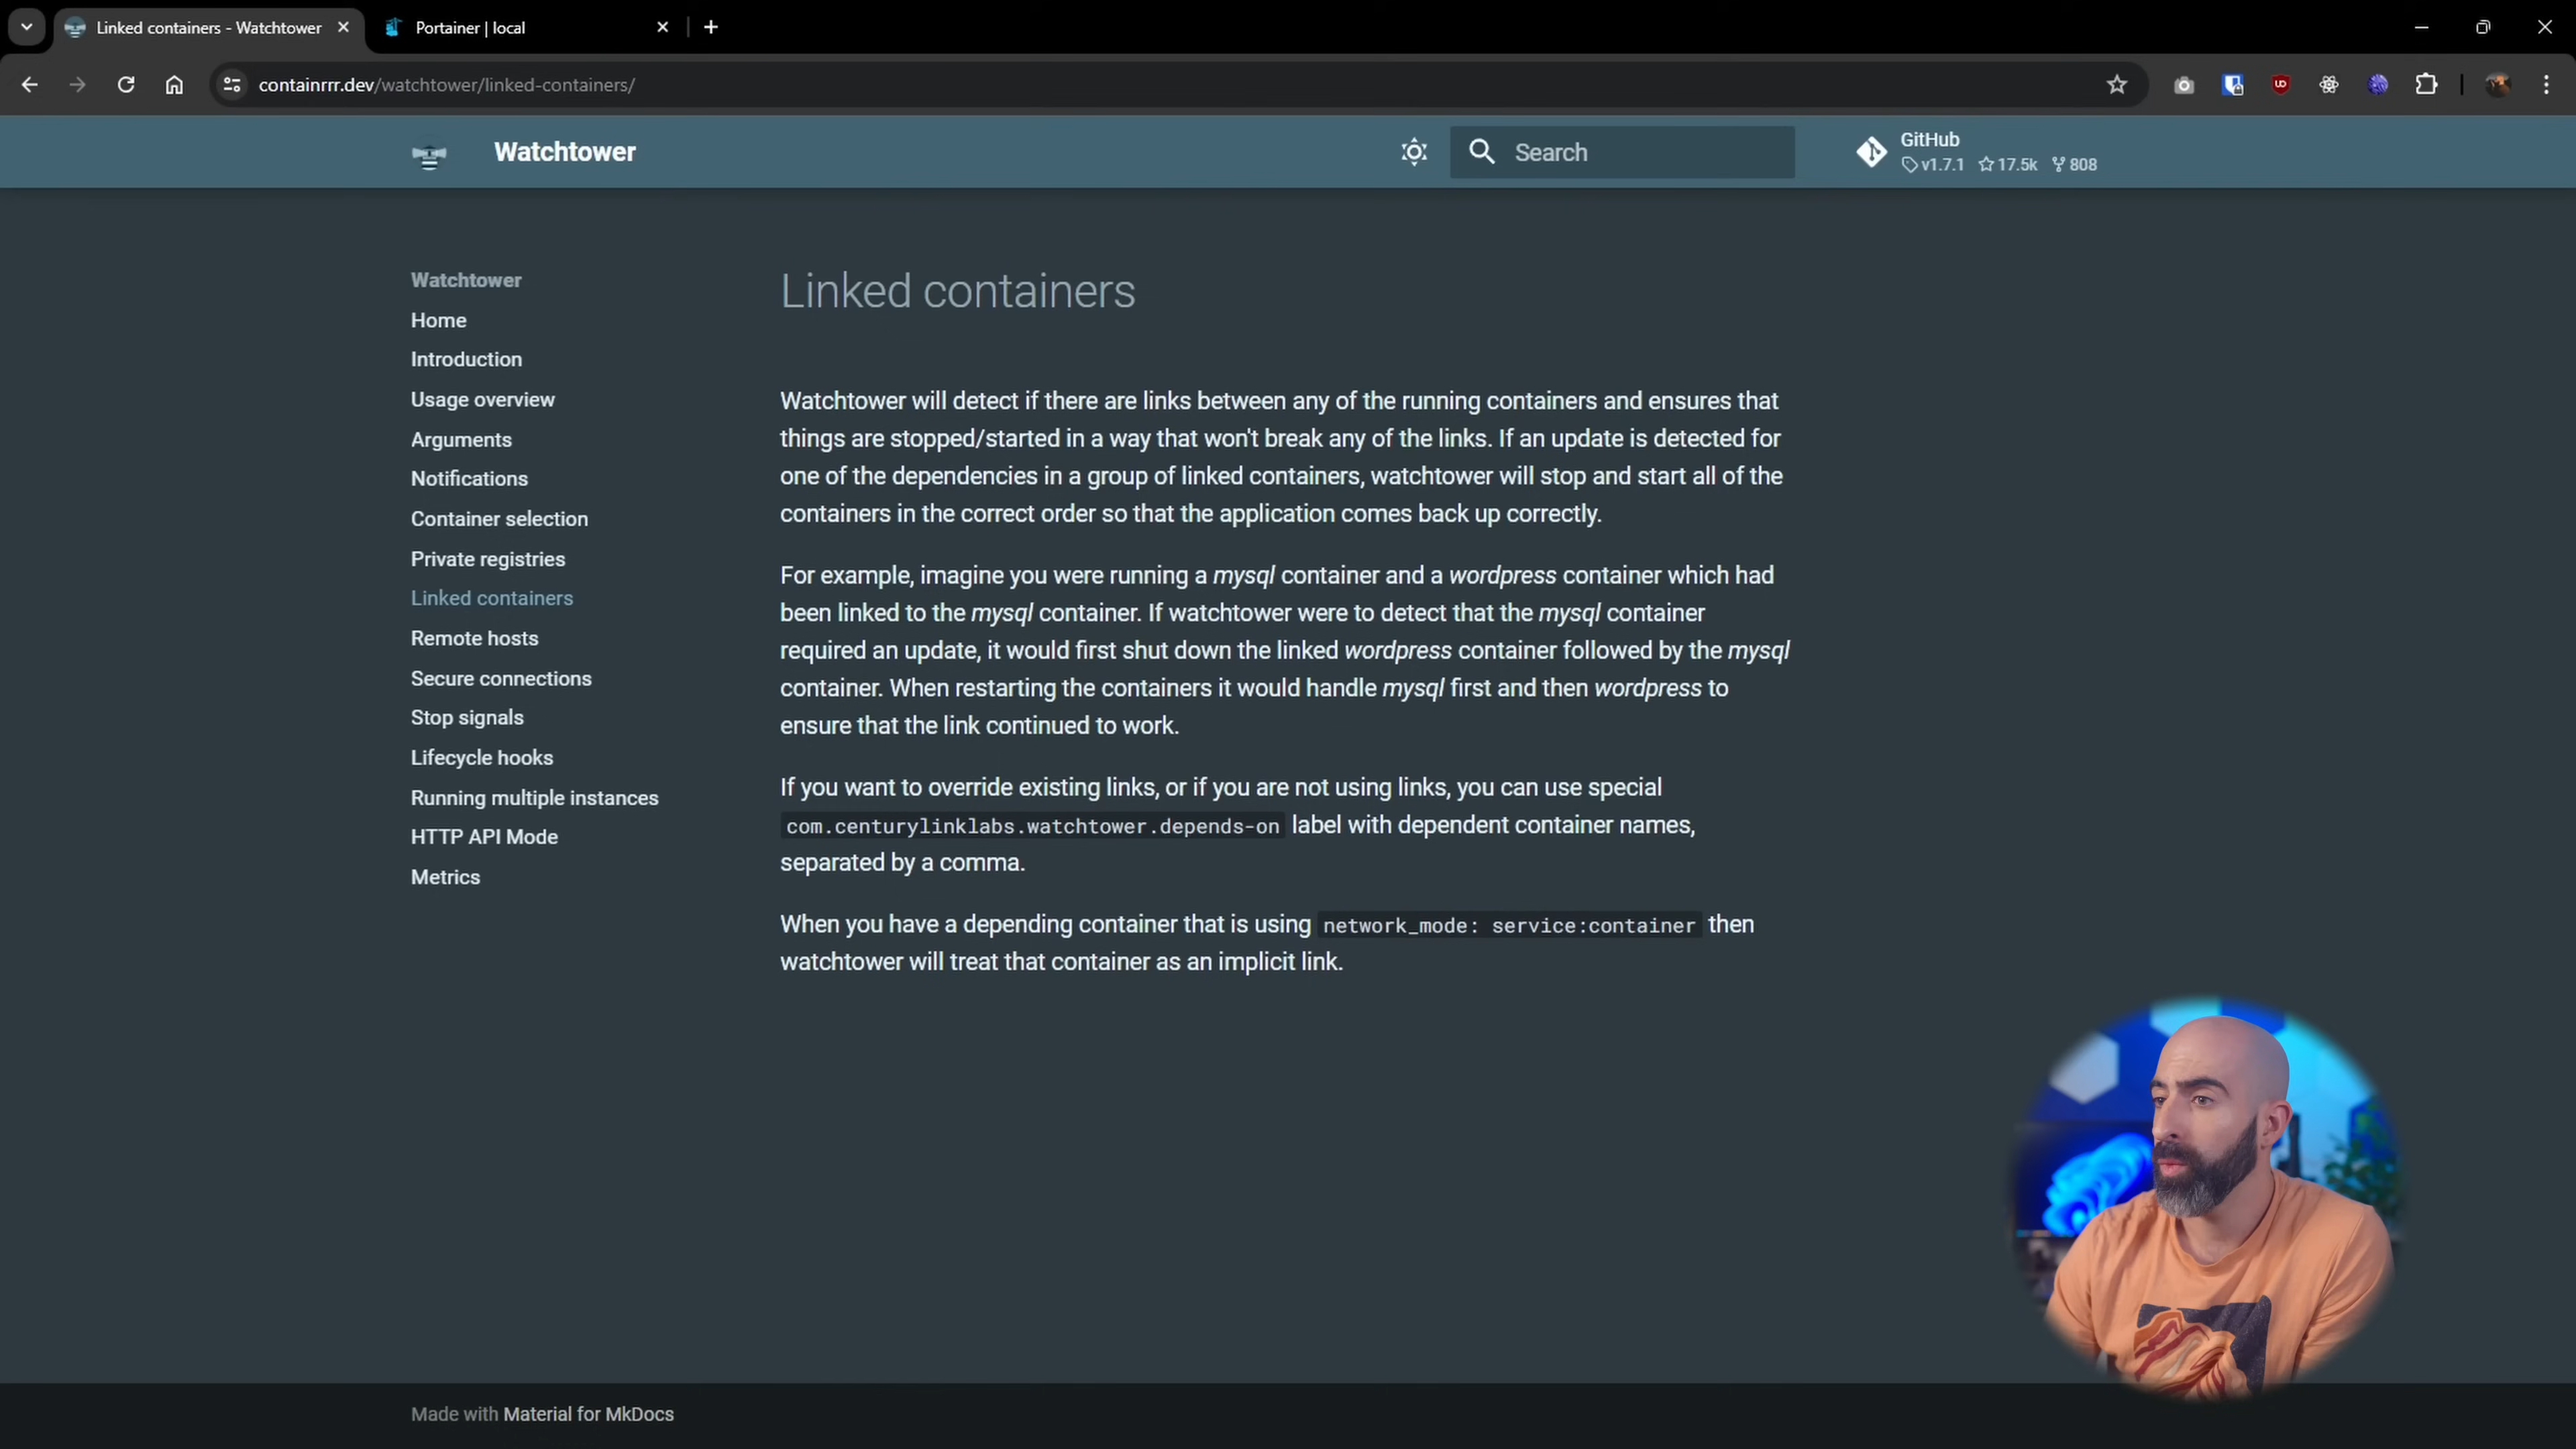 Linked containers - Watchtower
Portainer | local
containrrr.dev/watchtower/linked-containers/
Watchtower
Search
GitHub
v1.7.1 17.5k 808
Watchtower
Home
Introduction
Usage overview
Arguments
Notifications
Container selection
Private registries
Linked containers
Remote hosts
Secure connections
Stop signals
Lifecycle hooks
Running multiple instances
HTTP API Mode
Metrics
Linked containers
Watchtower will detect if there are links between any of the running containers and ensures that
things are stopped/started in a way that won't break any of the links. If an update is detected for
one of the dependencies in a group of linked containers, watchtower will stop and start all of the
containers in the correct order so that the application comes back up correctly.
For example, imagine you were running a mysql container and a wordpress container which had
been linked to the mysql container. If watchtower were to detect that the mysql container
required an update, it would first shut down the linked wordpress container followed by the mysql
container. When restarting the containers it would handle mysql first and then wordpress to
ensure that the link continued to work.
If you want to override existing links, or if you are not using links, you can use special
com.centurylinklabs.watchtower.depends-on label with dependent container names,
separated by a comma.
When you have a depending container that is using network_mode: service:container then
watchtower will treat that container as an implicit link.
Made with Material for MkDocs